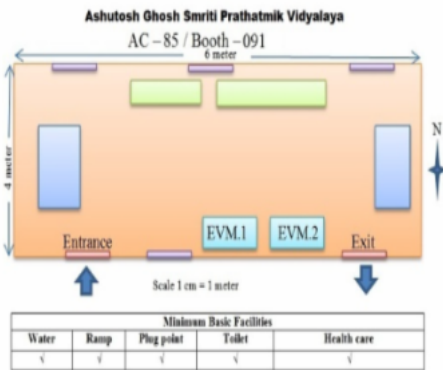 Ashutosh Ghosh Smriti Prathatmik Vidyalaya
AC – 85 / Booth –091
6 meter
4 meter
N
EVM.1 EVM.2
Entrance Exit
Scale 1 cm = 1 meter
Minimum Basic Facilities
Water Ramp Plug point Toilet Health care
√ √ √ √ √